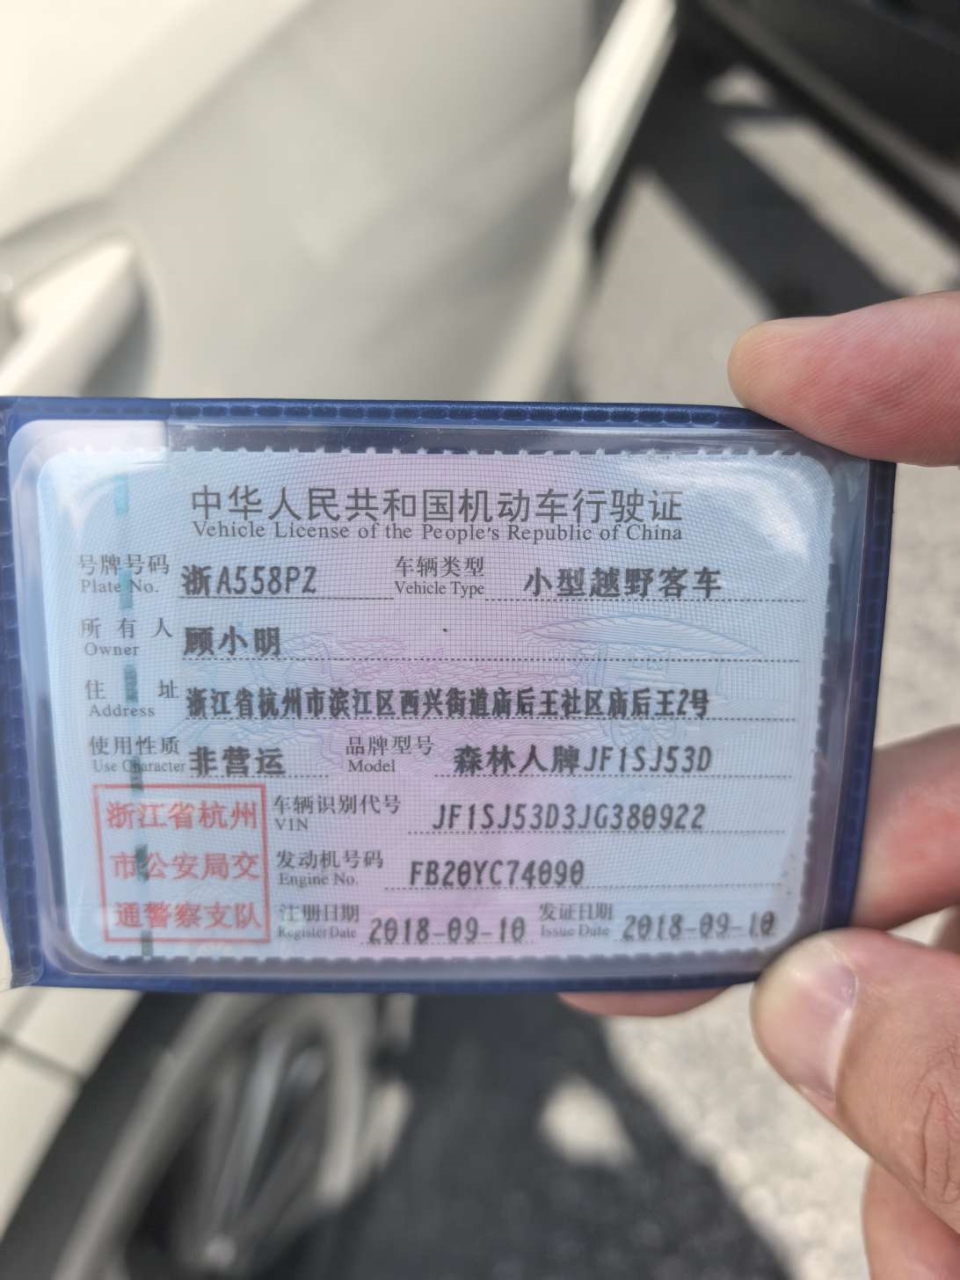 中华人民共和国机动车行驶证
Vehicle License of the People's Republic of China
号牌号码 浙A558PZ 车辆类型 小型越野客车
Plate No. Vehicle Type
所有人 顾小明
Owner
住址 浙江省杭州市滨江区西兴街道庙后王社区庙后王2号
Address
使用性质 非营运 品牌型号 森林人牌JF1SJ53D
Use Character Model
浙江省杭州 车辆识别代号 JF1SJ53D3JG380922
VIN
市公安局交 发动机号码 FB20YC74090
Engine No.
通警察支队 注册日期 2018-09-10 发证日期 2018-09-10
Register Date Issue Date